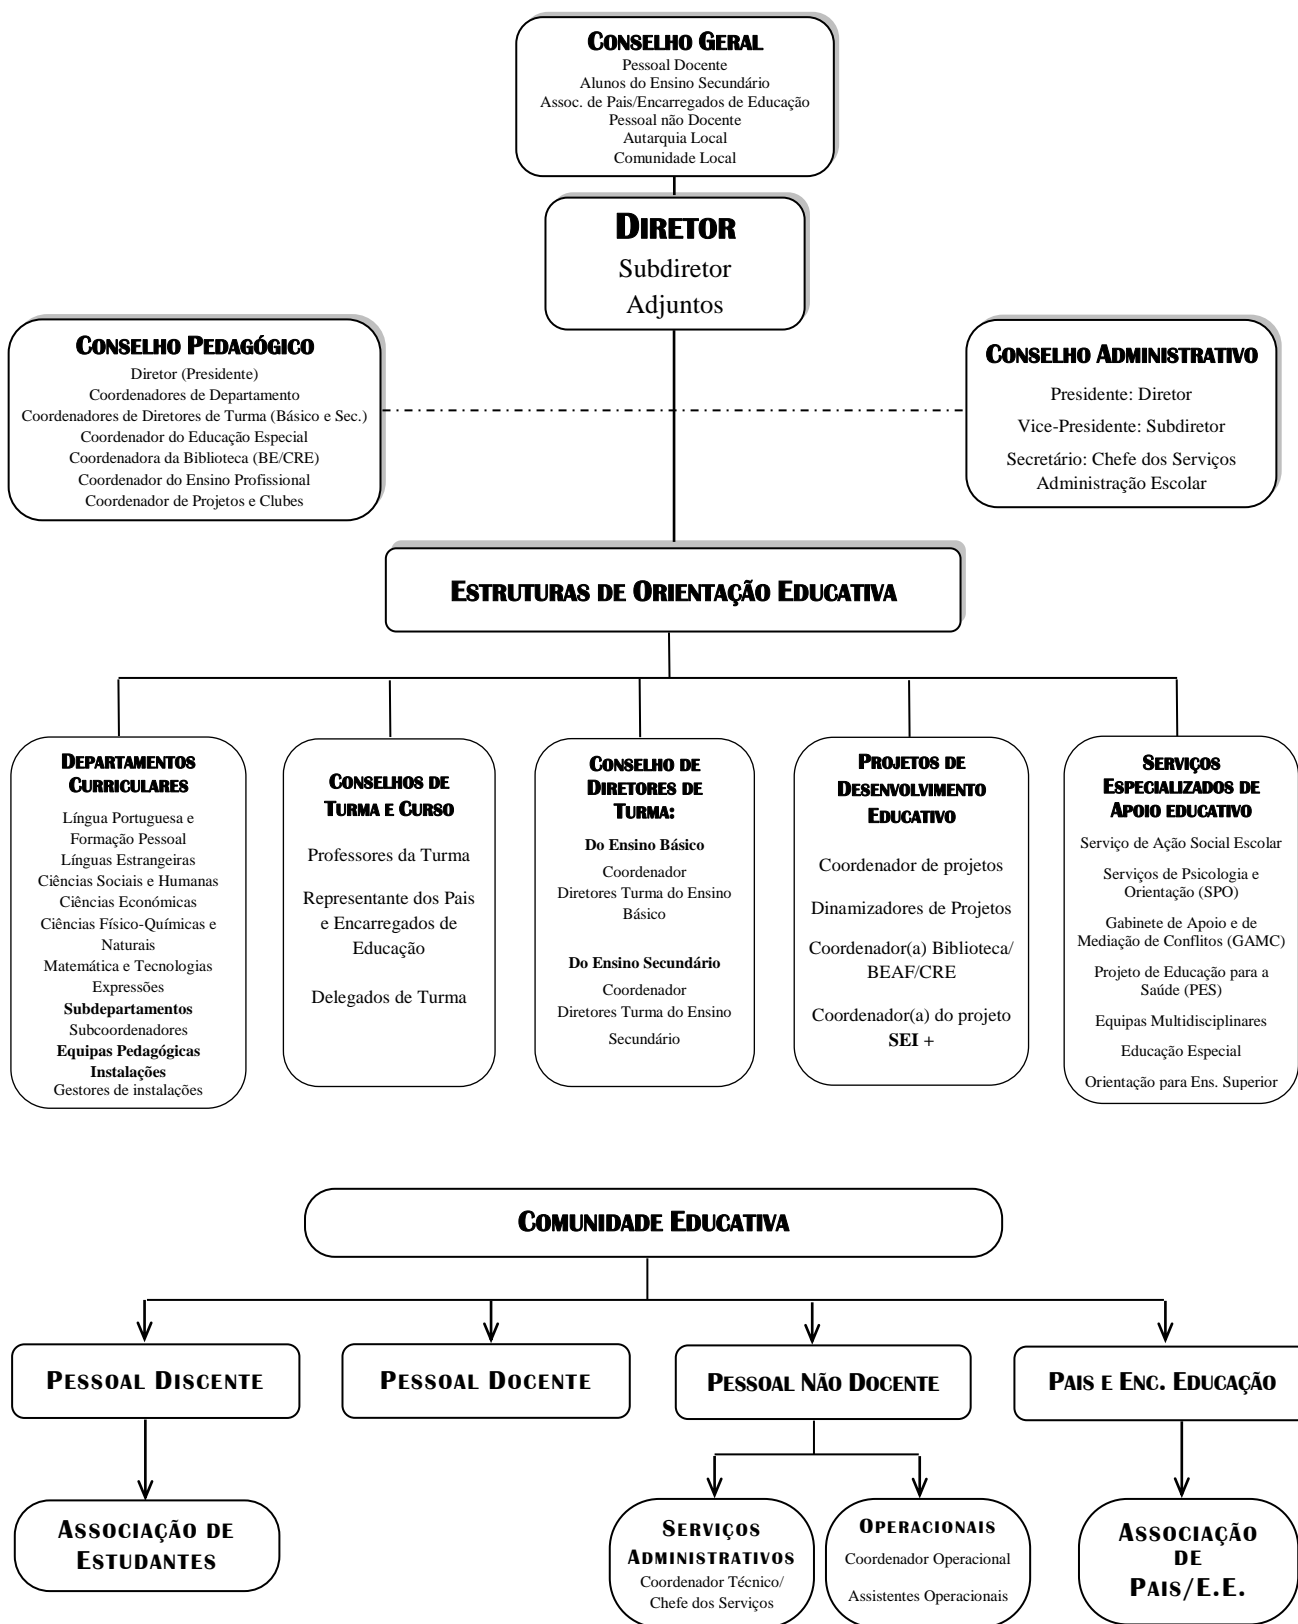 CONSELHO GERAL
Pessoal Docente
Alunos do Ensino Secundário
Assoc. de Pais/Encarregados de Educação
Pessoal não Docente
Autarquia Local
Comunidade Local
DIRETOR
Subdiretor
Adjuntos
CONSELHO PEDAGÓGICO
Diretor (Presidente)
Coordenadores de Departamento
Coordenadores de Diretores de Turma (Básico e Sec.)
Coordenador do Educação Especial
Coordenadora da Biblioteca (BE/CRE)
Coordenador do Ensino Profissional
Coordenador de Projetos e Clubes
CONSELHO ADMINISTRATIVO
Presidente: Diretor
Vice-Presidente: Subdiretor
Secretário: Chefe dos Serviços
Administração Escolar
ESTRUTURAS DE ORIENTAÇÃO EDUCATIVA
DEPARTAMENTOS
CURRICULARES
Língua Portuguesa e
Formação Pessoal
Línguas Estrangeiras
Ciências Sociais e Humanas
Ciências Económicas
Ciências Físico-Químicas e
Naturais
Matemática e Tecnologias
Expressões
Subdepartamentos
Subcoordenadores
Equipas Pedagógicas
Instalações
Gestores de instalações
CONSELHOS DE
TURMA E CURSO
Professores da Turma
Representante dos Pais
e Encarregados de
Educação
Delegados de Turma
CONSELHO DE
DIRETORES DE
TURMA:
Do Ensino Básico
Coordenador
Diretores Turma do Ensino
Básico
Do Ensino Secundário
Coordenador
Diretores Turma do Ensino
Secundário
PROJETOS DE
DESENVOLVIMENTO
EDUCATIVO
Coordenador de projetos
Dinamizadores de Projetos
Coordenador(a) Biblioteca/
BEAF/CRE
Coordenador(a) do projeto
SEI +
SERVIÇOS
ESPECIALIZADOS DE
APOIO EDUCATIVO
Serviço de Ação Social Escolar
Serviços de Psicologia e
Orientação (SPO)
Gabinete de Apoio e de
Mediação de Conflitos (GAMC)
Projeto de Educação para a
Saúde (PES)
Equipas Multidisciplinares
Educação Especial
Orientação para Ens. Superior
COMUNIDADE EDUCATIVA
PESSOAL DISCENTE
PESSOAL DOCENTE
PESSOAL NÃO DOCENTE
PAIS E ENC. EDUCAÇÃO
ASSOCIAÇÃO DE
ESTUDANTES
SERVIÇOS
ADMINISTRATIVOS
Coordenador Técnico/
Chefe dos Serviços
OPERACIONAIS
Coordenador Operacional
Assistentes Operacionais
ASSOCIAÇÃO
DE
PAIS/E.E.